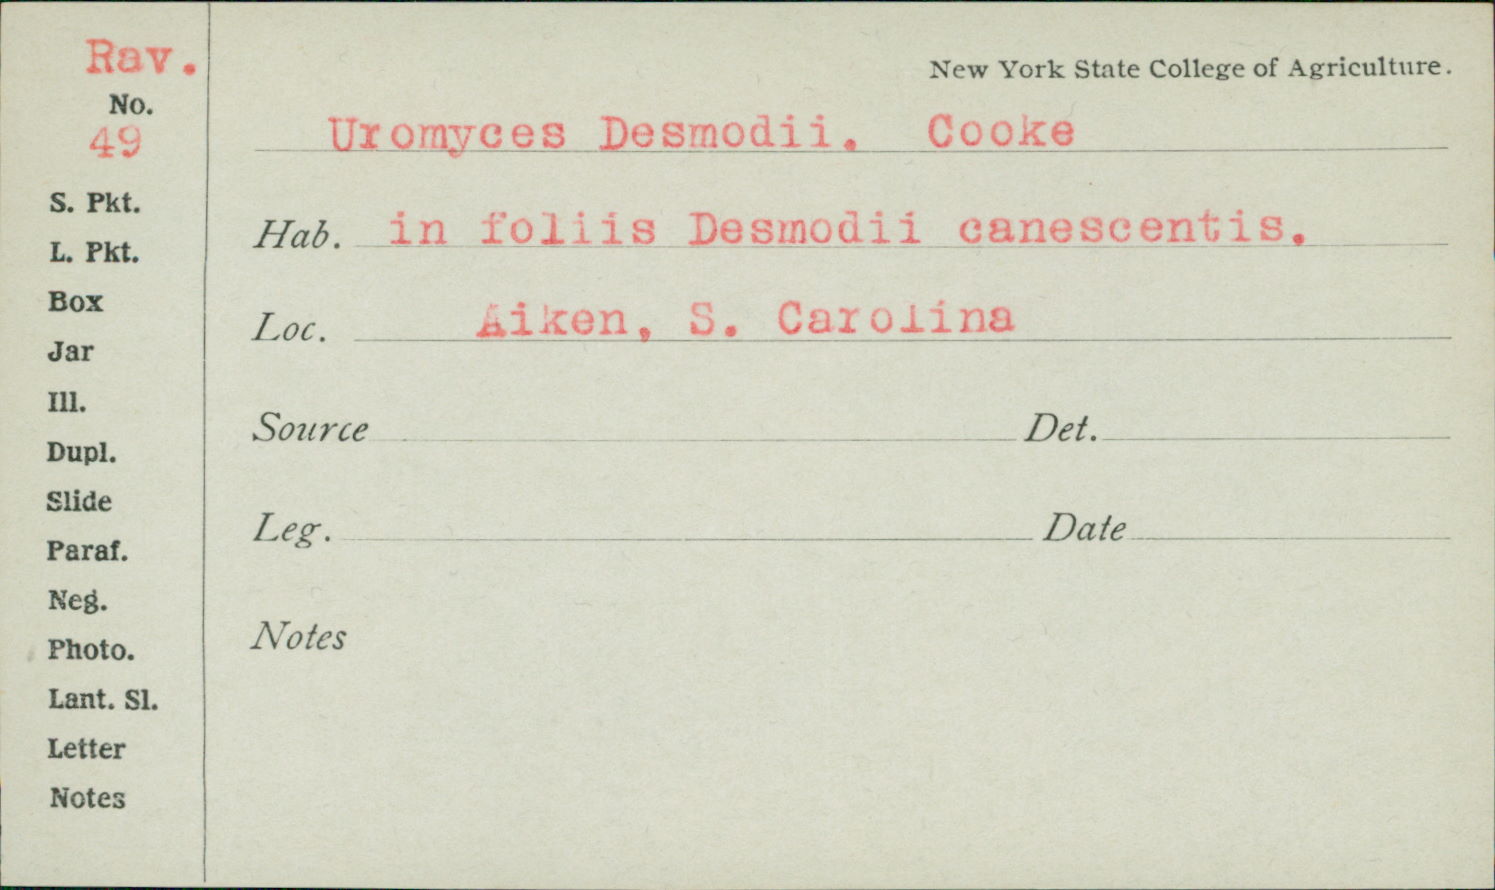 Rav.
No.
49
S. Pkt.
L. Pkt.
Box
Jar
Ill.
Dupl.
Slide
Paraf.
Neg.
Photo.
Lant. Sl.
Letter
Notes
New York State College of Agriculture.
Uromyces Desmodii. Cooke
Hab. in foliis Desmodii canescentis.
Loc. Aiken, S. Carolina
Source Det.
Leg. Date
Notes